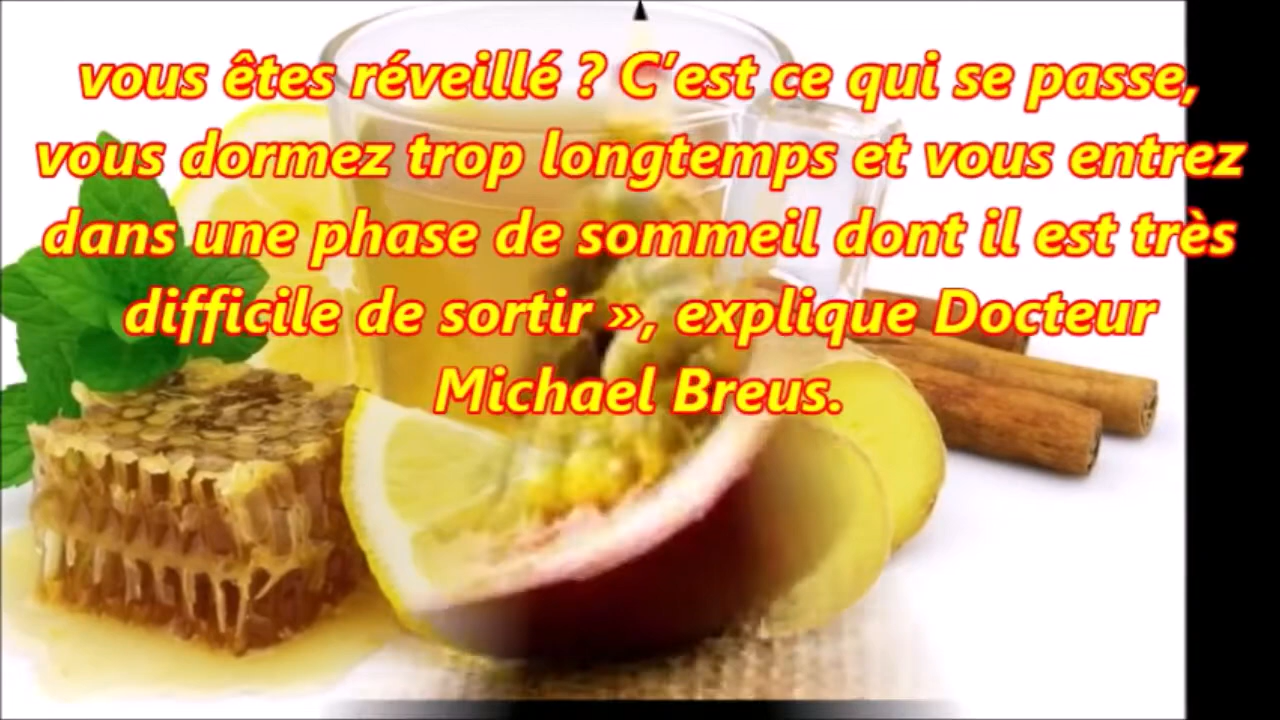 vous êtes réveillé ? C’est ce qui se passe,
vous dormez trop longtemps et vous entrez
dans une phase de sommeil dont il est très
difficile de sortir », explique Docteur
Michael Breus.